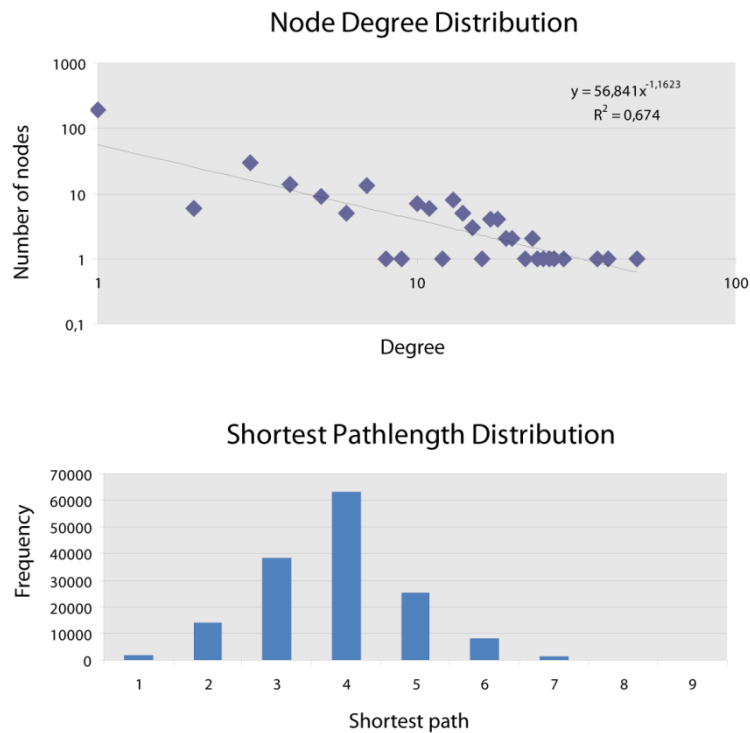 Node Degree Distribution
1000
100
10
1
0,1
1
10
100
y = 56,841x^-1,1623
R^2 = 0,674
Number of nodes
Degree
Shortest Pathlength Distribution
70000
60000
50000
40000
30000
20000
10000
0
Frequency
1 2 3 4 5 6 7 8 9
Shortest path